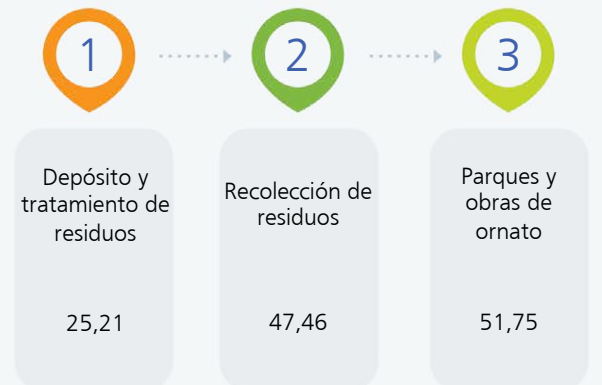 1
2
3
Depósito y
tratamiento de
residuos
25,21
Recolección de
residuos
47,46
Parques y
obras de
ornato
51,75